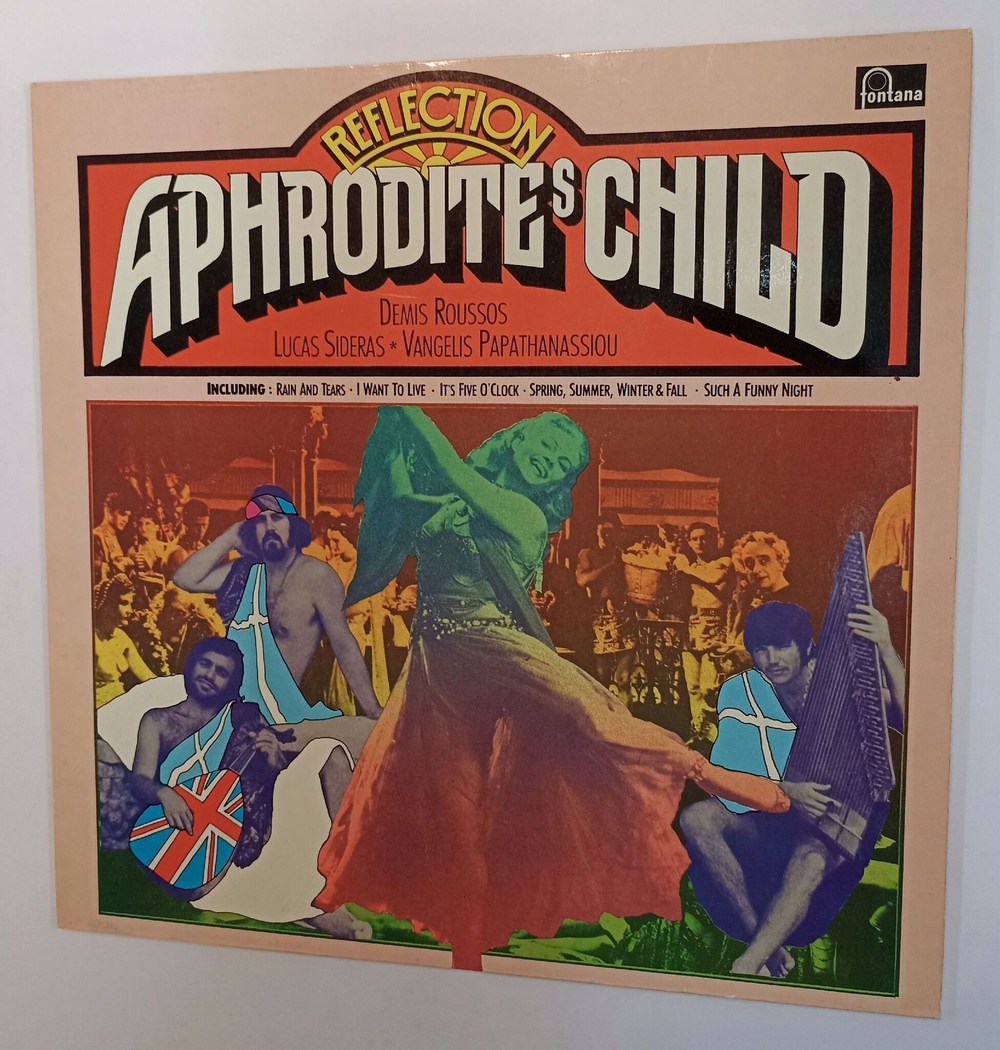 fontana
REFLECTION
APHRODITES CHILD
DEMIS ROUSSOS
LUCAS SIDERAS * VANGELIS PAPATHANASSIOU
INCLUDING : RAIN AND TEARS · I WANT TO LIVE · IT'S FIVE O'CLOCK · SPRING, SUMMER, WINTER & FALL · SUCH A FUNNY NIGHT